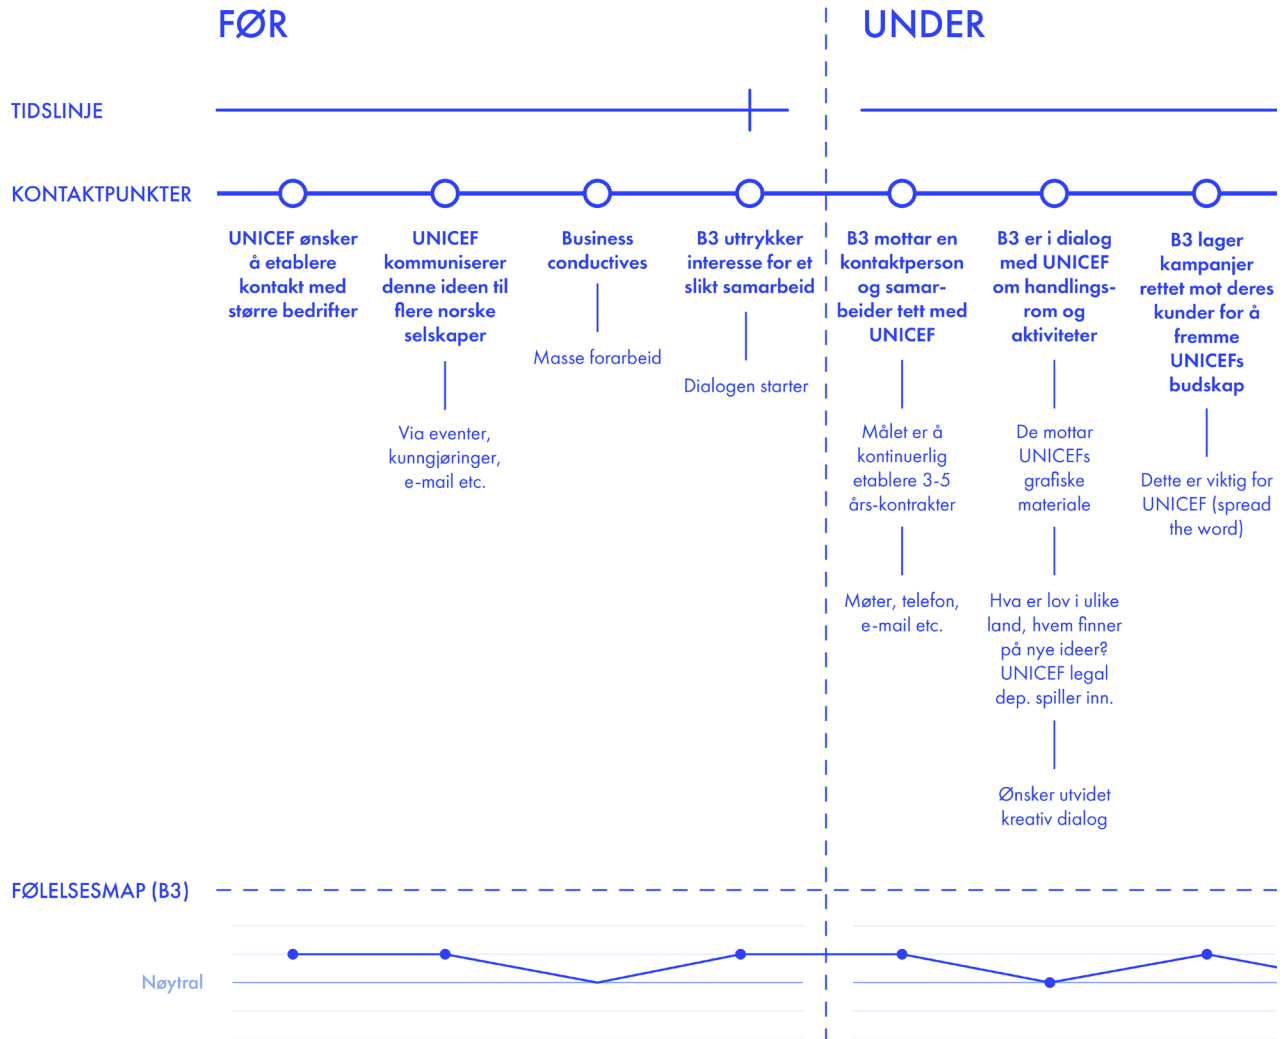 FØR
UNDER
TIDSLINJE
KONTAKTPUNKTER
UNICEF ønsker
å etablere
kontakt med
større bedrifter
UNICEF
kommuniserer
denne ideen til
flere norske
selskaper
Via eventer,
kunngjøringer,
e-mail etc.
Business
conductives
Masse forarbeid
B3 uttrykker
interesse for et
slikt samarbeid
Dialogen starter
B3 mottar en
kontaktperson
og samar-
beider tett med
UNICEF
Målet er å
kontinuerlig
etablere 3-5
års-kontrakter
Møter, telefon,
e-mail etc.
B3 er i dialog
med UNICEF
om handlings-
rom og
aktiviteter
De mottar
UNICEFs
grafiske
materiale
Hva er lov i ulike
land, hvem finner
på nye ideer?
UNICEF legal
dep. spiller inn.
Ønsker utvidet
kreativ dialog
B3 lager
kampanjer
rettet mot deres
kunder for å
fremme
UNICEFs
budskap
Dette er viktig for
UNICEF (spread
the word)
FØLELSESMAP (B3)
Nøytral